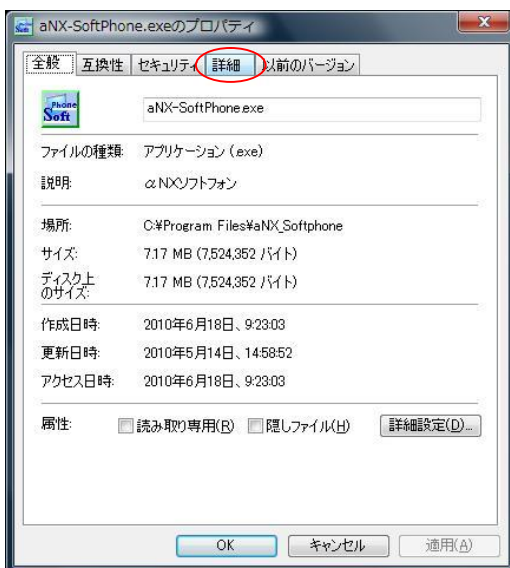 aNX-SoftPhone.exeのプロパティ
全般 互換性 セキュリティ 詳細 以前のバージョン
Phone
Soft
aNX-SoftPhone.exe
ファイルの種類: アプリケーション (.exe)
説明: αNXソフトフォン
場所: C:¥Program Files¥aNX_Softphone
サイズ: 7.17 MB (7,524,352 バイト)
ディスク上
のサイズ: 7.17 MB (7,524,352 バイト)
作成日時: 2010年6月18日、9:23:03
更新日時: 2010年5月14日、14:58:52
アクセス日時: 2010年6月18日、9:23:03
属性: 読み取り専用(R) 隠しファイル(H) 詳細設定(D)...
OK キャンセル 適用(A)